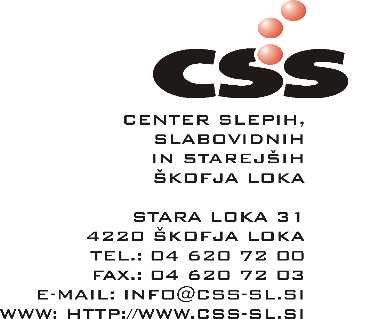 CSS
CENTER SLEPIH,
SLABOVIDNIH
IN STAREJŠIH
ŠKOFJA LOKA
STARA LOKA 31
4220 ŠKOFJA LOKA
TEL.: 04 620 72 00
FAX.: 04 620 72 03
E-MAIL: INFO@CSS-SL.SI
WWW: HTTP://WWW.CSS-SL.SI